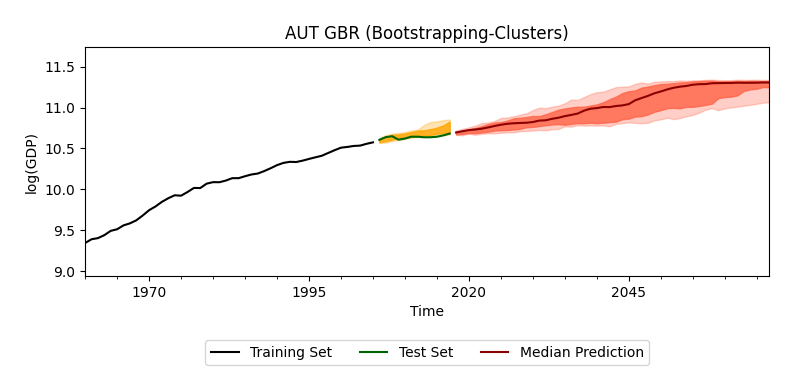 AUT GBR (Bootstrapping-Clusters)
11.5
11.0
10.5
10.0
9.5
9.0
log(GDP)
1970 1995 2020 2045
Time
Training Set Test Set Median Prediction